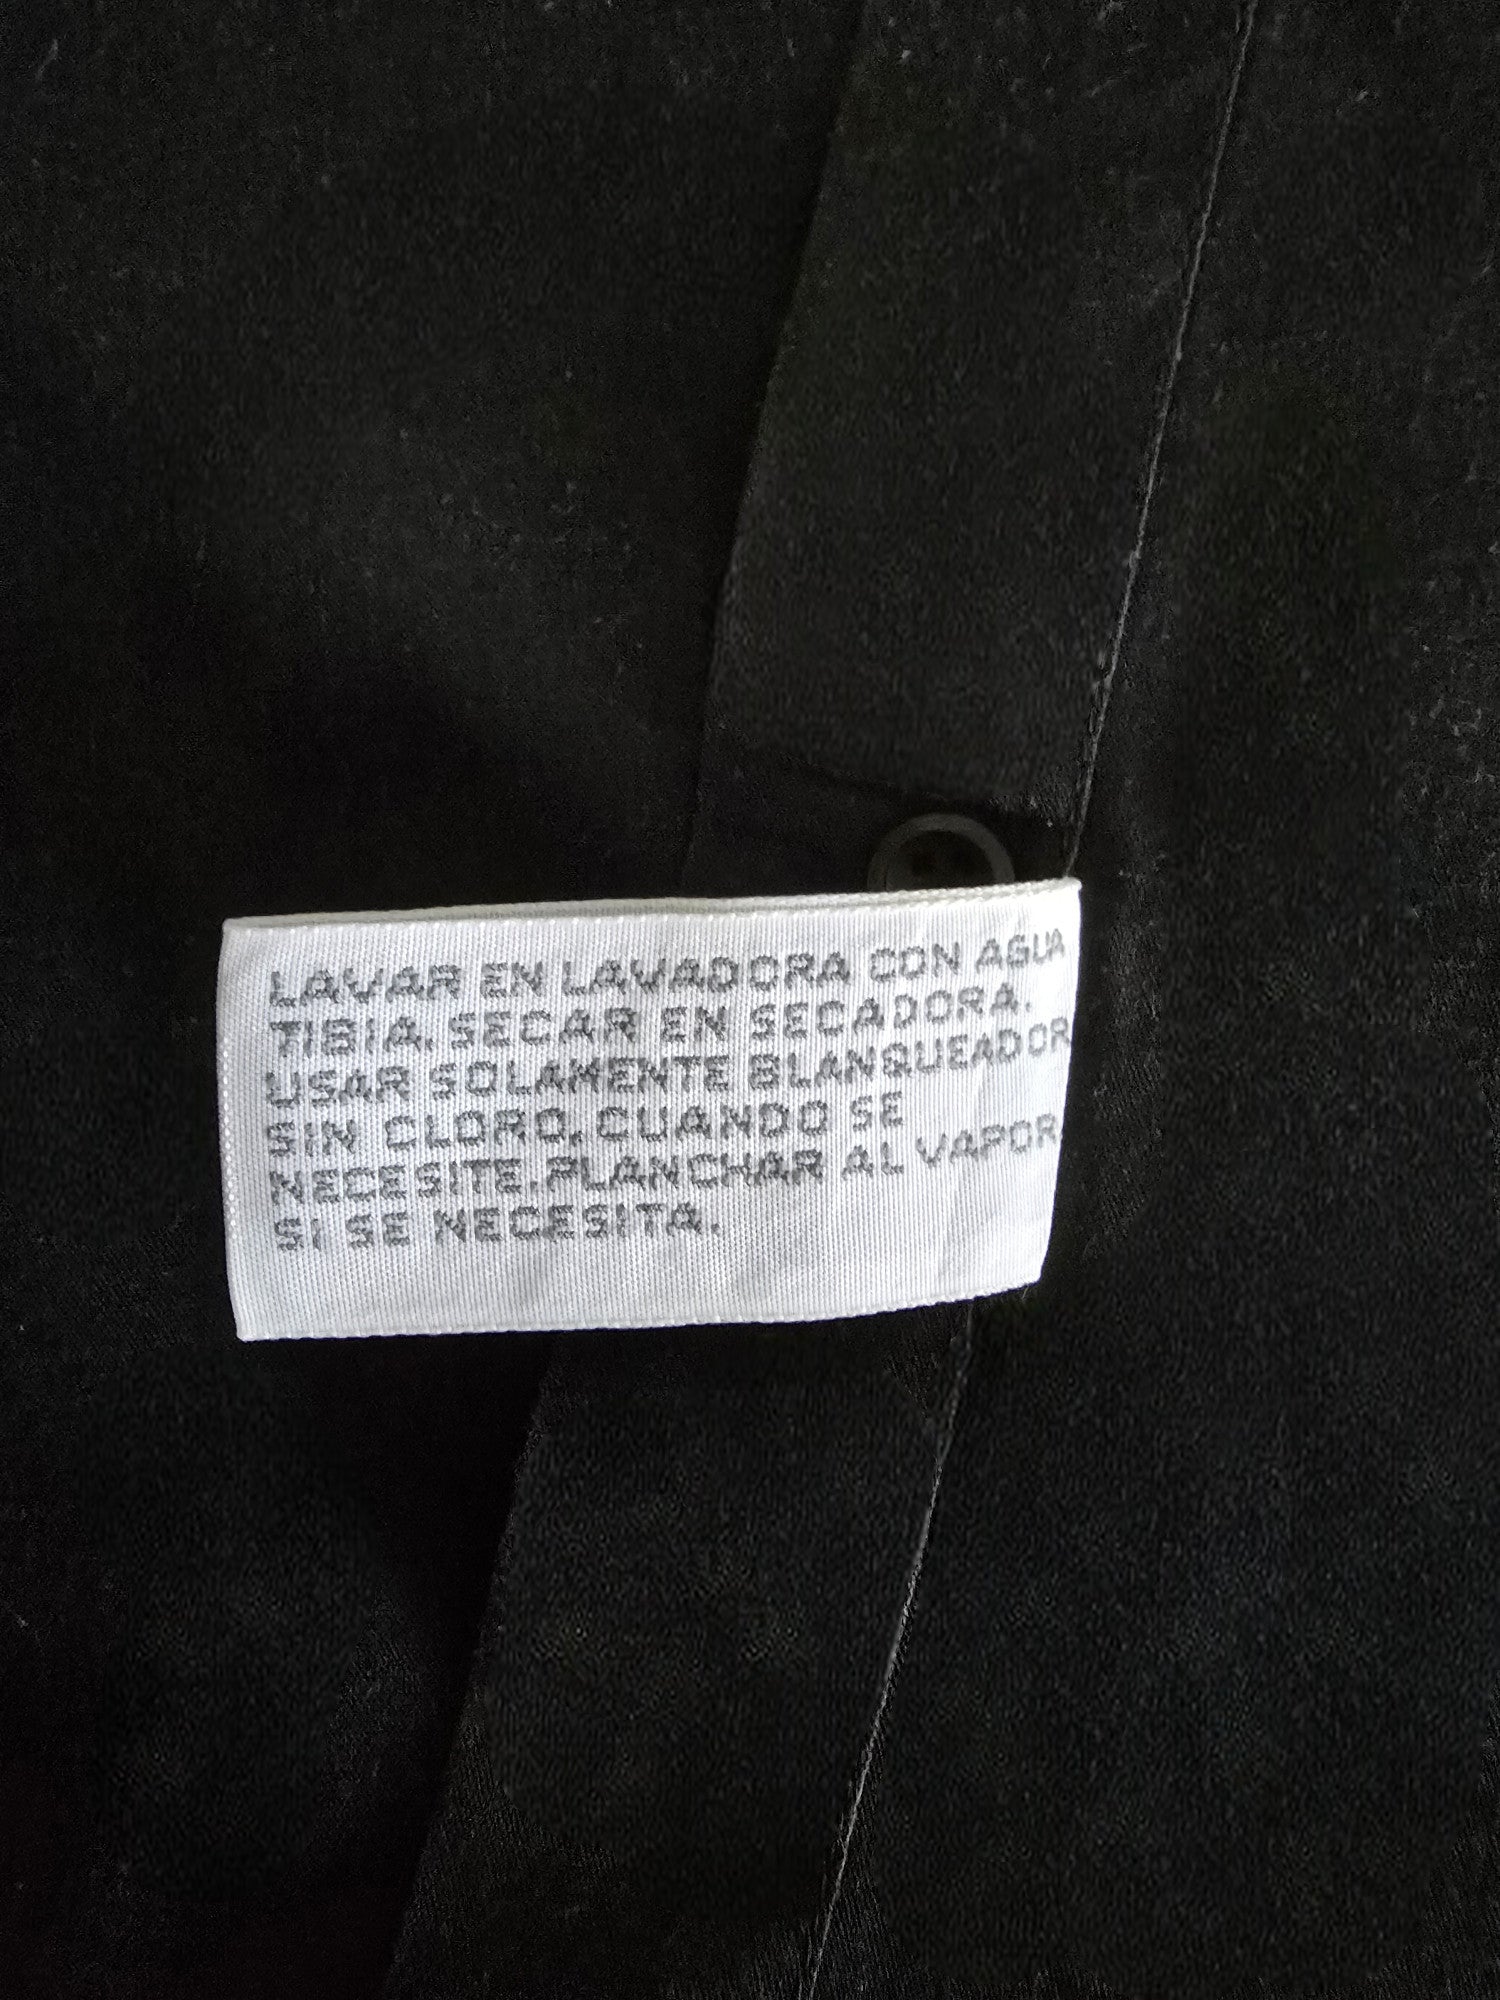 LAVAR EN LAVADORA CON AGUA
TIBIA. SECAR EN SECADORA.
USAR SOLAMENTE BLANQUEADOR
SIN CLORO, CUANDO SE
NECESITE. PLANCHAR AL VAPOR,
SI SE NECESITA.